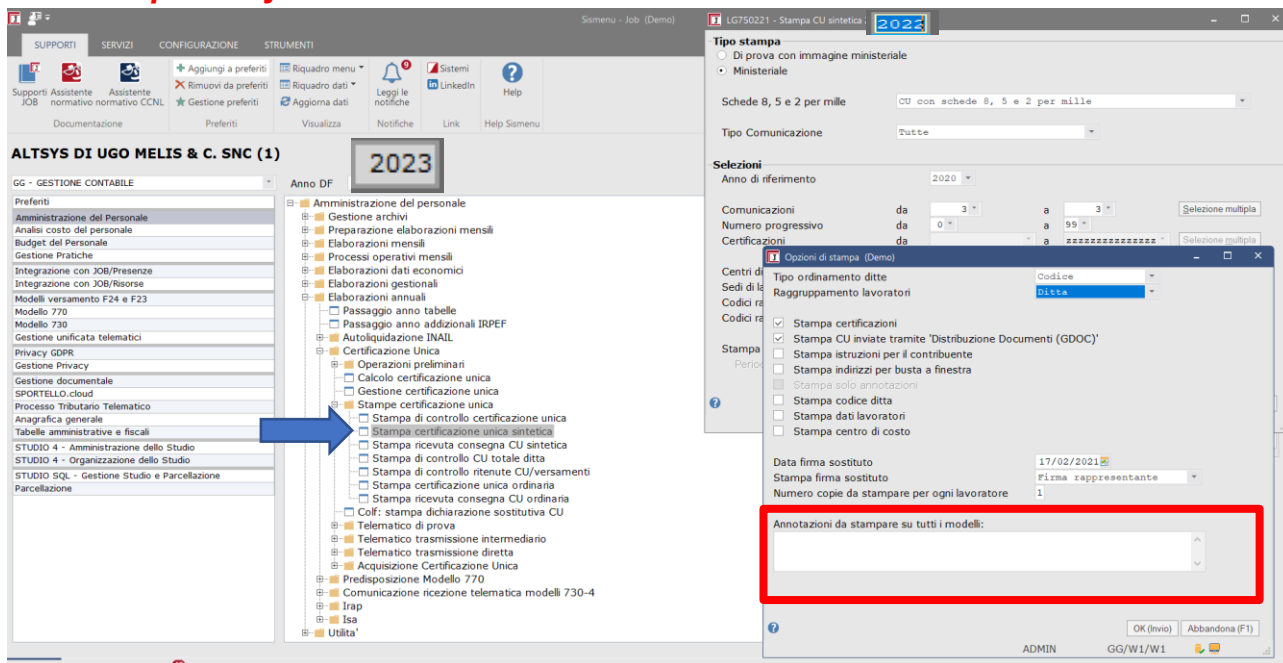 Sismenu - Job (Demo)
SUPPORTI SERVIZI CONFIGURAZIONE STRUMENTI
Supporti JOB
Assistente normativo
Assistente normativo CCNL
Documentazione
Aggiungi a preferiti
Rimuovi da preferiti
Gestione preferiti
Preferiti
Riquadro menu
Riquadro dati
Aggiorna dati
Visualizza
Leggi le notifiche
Notifiche
Sistemi
LinkedIn
Link
Help
Help Sismenu
ALTSYS DI UGO MELIS & C. SNC (1)
2023
GG - GESTIONE CONTABILE
Anno DF
Preferiti
Amministrazione del Personale
Analisi costo del personale
Budget del Personale
Gestione Pratiche
Integrazione con JOB/Presenze
Integrazione con JOB/Risorse
Modelli versamento F24 e F23
Modello 770
Modello 730
Gestione unificata telematici
Privacy GDPR
Gestione Privacy
Gestione documentale
SPORTELLO.cloud
Processo Tributario Telematico
Anagrafica generale
Tabelle amministrative e fiscali
STUDIO 4 - Amministrazione dello Studio
STUDIO 4 - Organizzazione dello Studio
STUDIO SQL - Gestione Studio e Parcellazione
Parcellazione
Amministrazione del personale
Gestione archivi
Preparazione elaborazioni mensili
Elaborazioni mensili
Processi operativi mensili
Elaborazioni dati economici
Elaborazioni gestionali
Elaborazioni annuali
Passaggio anno tabelle
Passaggio anno addizionali IRPEF
Autoliquidazione INAIL
Certificazione Unica
Operazioni preliminari
Calcolo certificazione unica
Gestione certificazione unica
Stampe certificazione unica
Stampa di controllo certificazione unica
Stampa certificazione unica sintetica
Stampa ricevuta consegna CU sintetica
Stampa di controllo CU totale ditta
Stampa di controllo ritenute CU/versamenti
Stampa certificazione unica ordinaria
Stampa ricevuta consegna CU ordinaria
Colf: stampa dichiarazione sostitutiva CU
Telematico di prova
Telematico trasmissione intermediario
Telematico trasmissione diretta
Acquisizione Certificazione Unica
Predisposizione Modello 770
Comunicazione ricezione telematica modelli 730-4
Irap
Isa
Utilita'
LG750221 - Stampa CU sintetica
2022
Tipo stampa
Di prova con immagine ministeriale
Ministeriale
Schede 8, 5 e 2 per mille CU con schede 8, 5 e 2 per mille
Tipo Comunicazione Tutte
Selezioni
Anno di riferimento 2020
Comunicazioni da 3 a 3 Selezione multipla
Numero progressivo da 0 a 99
Certificazioni da a zzzzzzzzzzzzzzz Selezione multipla
Centri di
Sedi di
Codici
Codici
Stampa
Opzioni di stampa (Demo)
Tipo ordinamento ditte Codice
Raggruppamento lavoratori Ditta
Stampa certificazioni
Stampa CU inviate tramite 'Distribuzione Documenti (GDOC)'
Stampa istruzioni per il contribuente
Stampa indirizzi per busta a finestra
Stampa solo annotazioni
Stampa codice ditta
Stampa dati lavoratori
Stampa centro di costo
Data firma sostituto 17/02/2021
Stampa firma sostituto Firma rappresentante
Numero copie da stampare per ogni lavoratore 1
Annotazioni da stampare su tutti i modelli:
OK (Invio) Abbandona (F1)
ADMIN GG/W1/W1